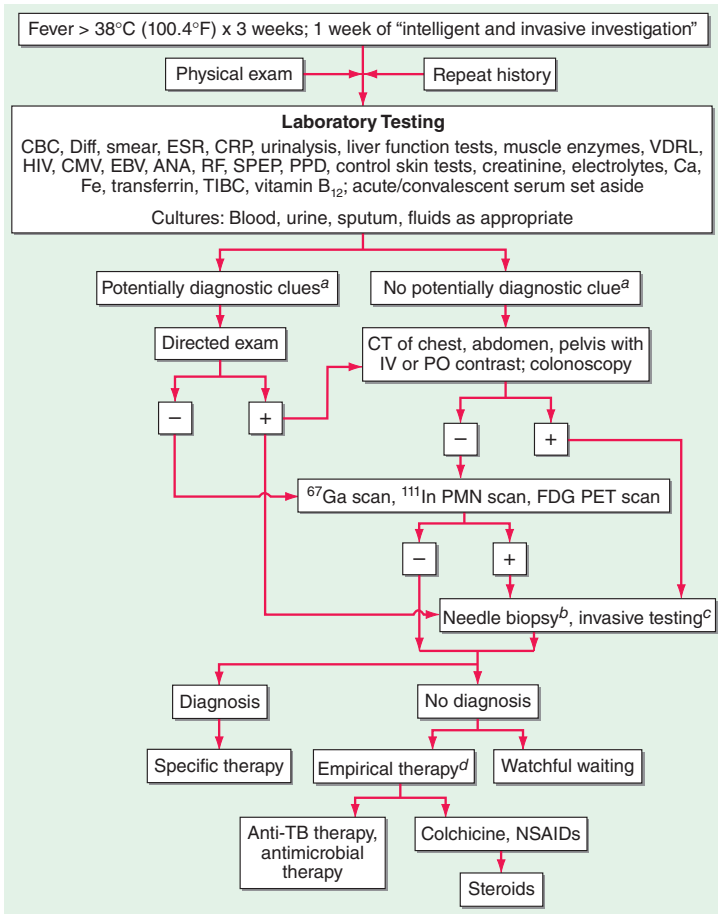 Fever > 38°C (100.4°F) x 3 weeks; 1 week of “intelligent and invasive investigation”
Physical exam
Repeat history
Laboratory Testing
CBC, Diff, smear, ESR, CRP, urinalysis, liver function tests, muscle enzymes, VDRL,
HIV, CMV, EBV, ANA, RF, SPEP, PPD, control skin tests, creatinine, electrolytes, Ca,
Fe, transferrin, TIBC, vitamin B₁₂; acute/convalescent serum set aside
Cultures: Blood, urine, sputum, fluids as appropriate
Potentially diagnostic cluesᵃ
No potentially diagnostic clueᵃ
Directed exam
CT of chest, abdomen, pelvis with
IV or PO contrast; colonoscopy
−
+
−
+
⁶⁷Ga scan, ¹¹¹In PMN scan, FDG PET scan
−
+
Needle biopsyᵇ, invasive testingᶜ
Diagnosis
No diagnosis
Specific therapy
Empirical therapyᵈ
Watchful waiting
Anti-TB therapy,
antimicrobial
therapy
Colchicine, NSAIDs
Steroids